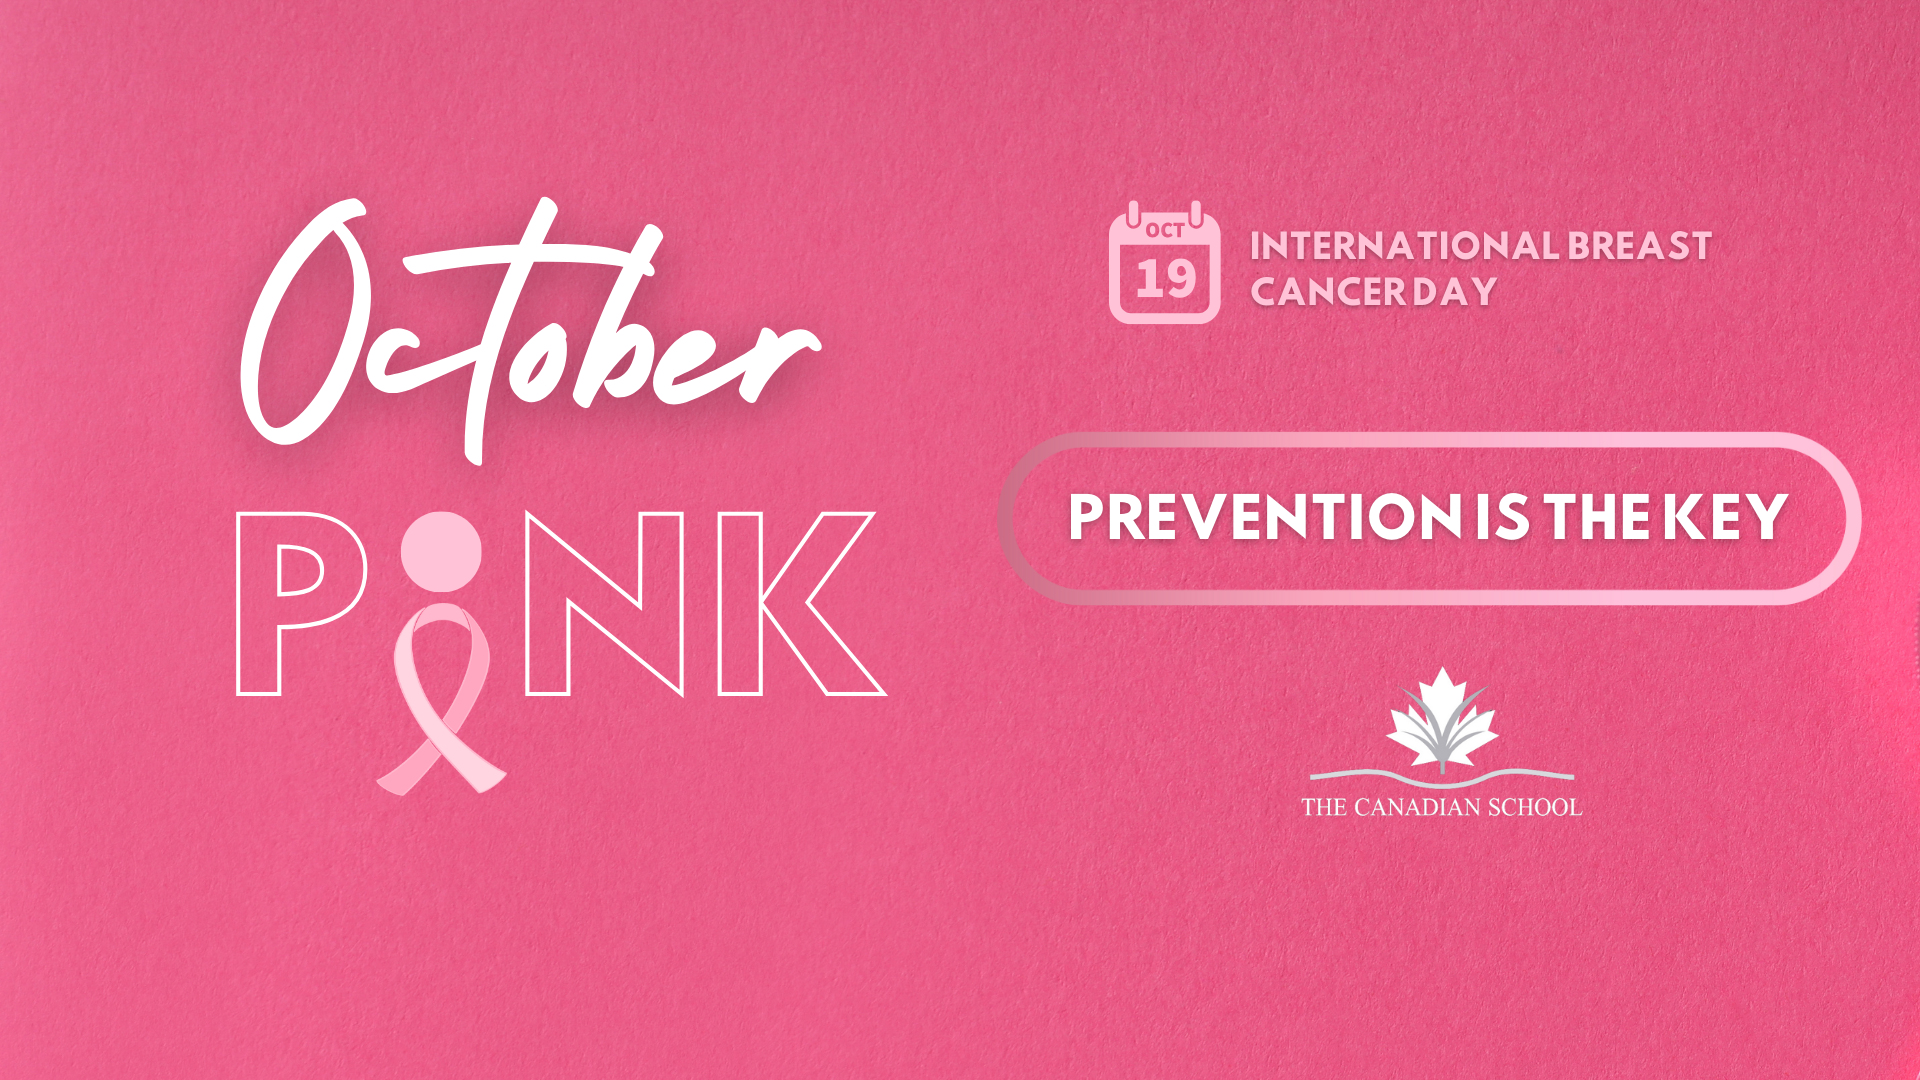 October
PiNK
OCT
19
INTERNATIONAL BREAST
CANCER DAY
PREVENTION IS THE KEY
THE CANADIAN SCHOOL